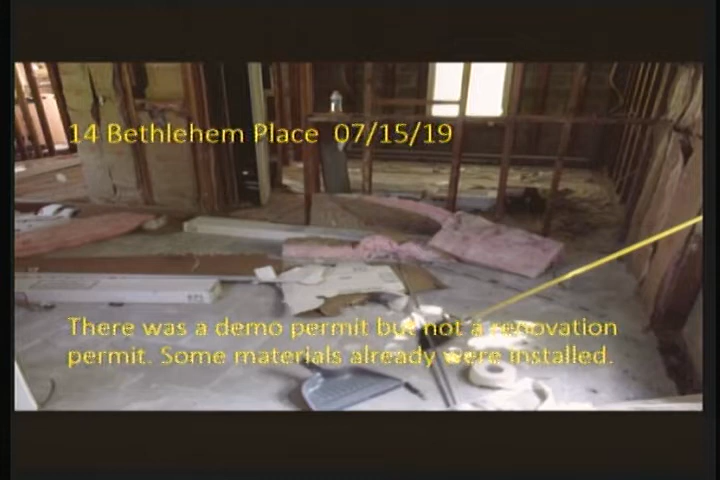 14 Bethlehem Place 07/15/19
There was a demo permit but not a renovation
permit. Some materials already were installed.